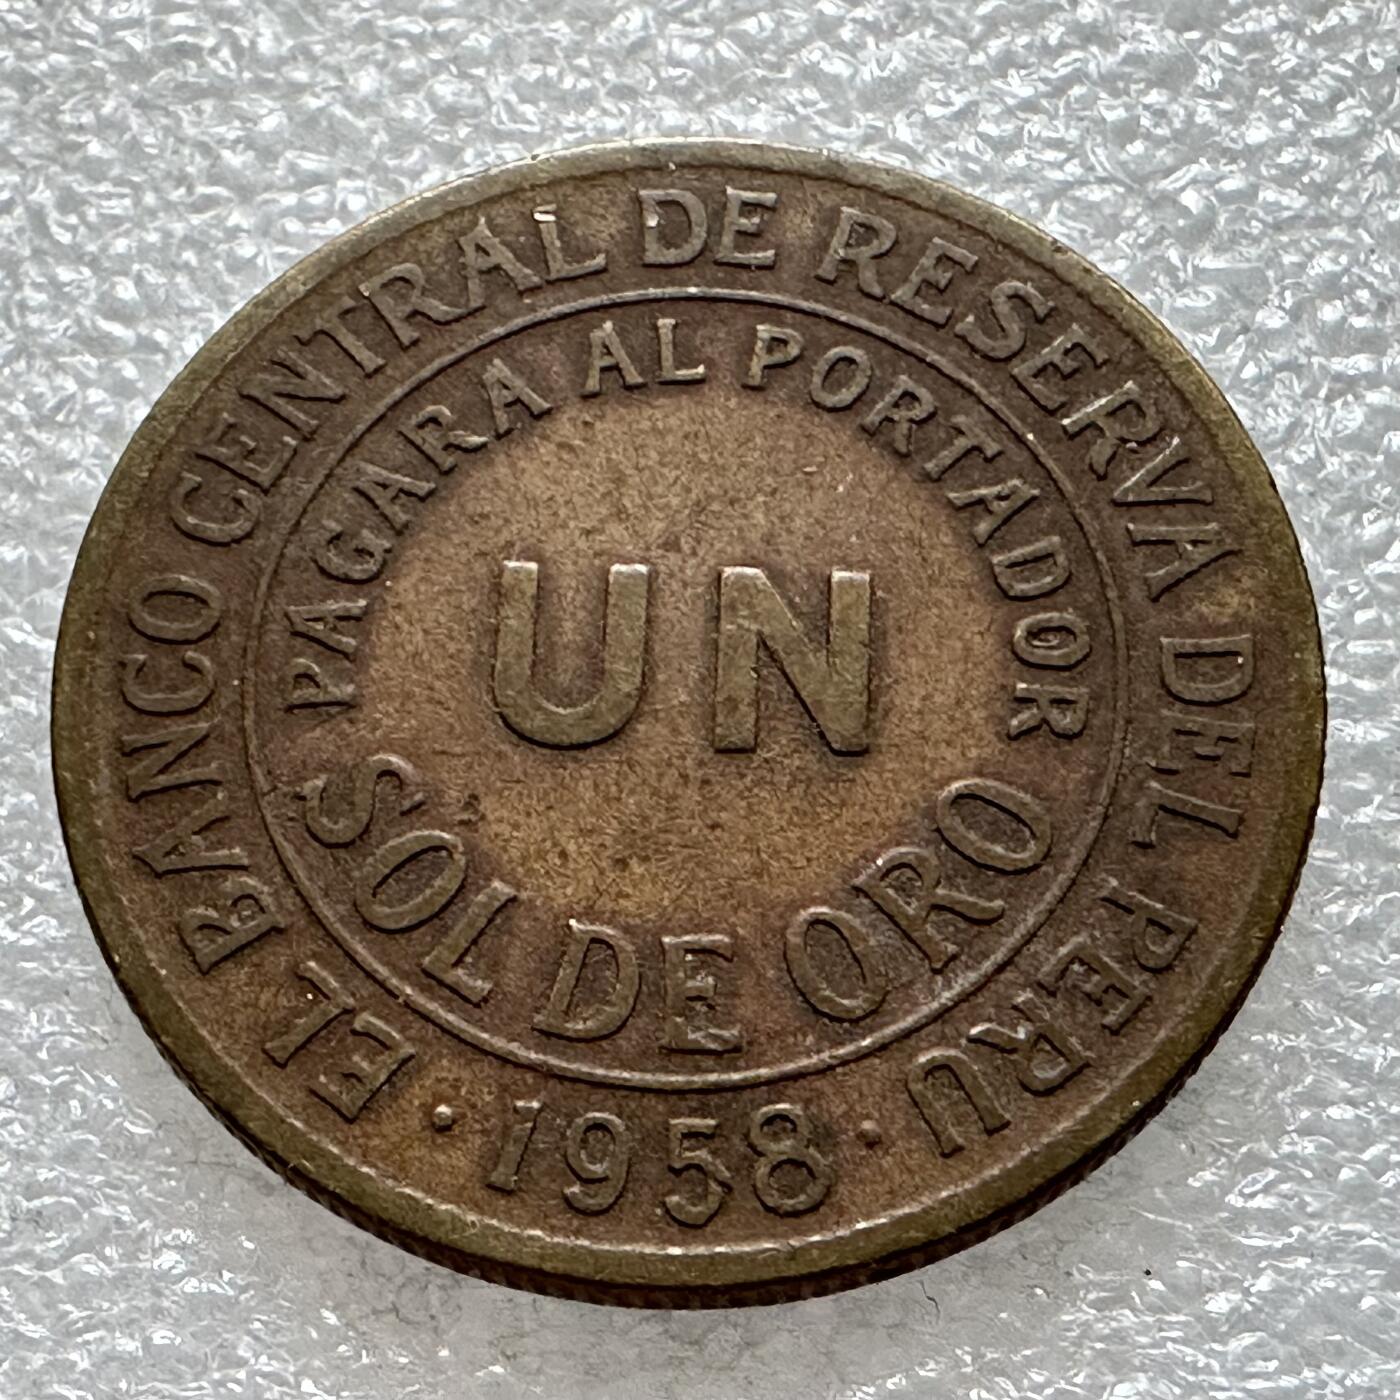 EL BANCO CENTRAL DE RESERVA DEL PERU
· 1958 ·
PAGARA AL PORTADOR
UN
SOL DE ORO